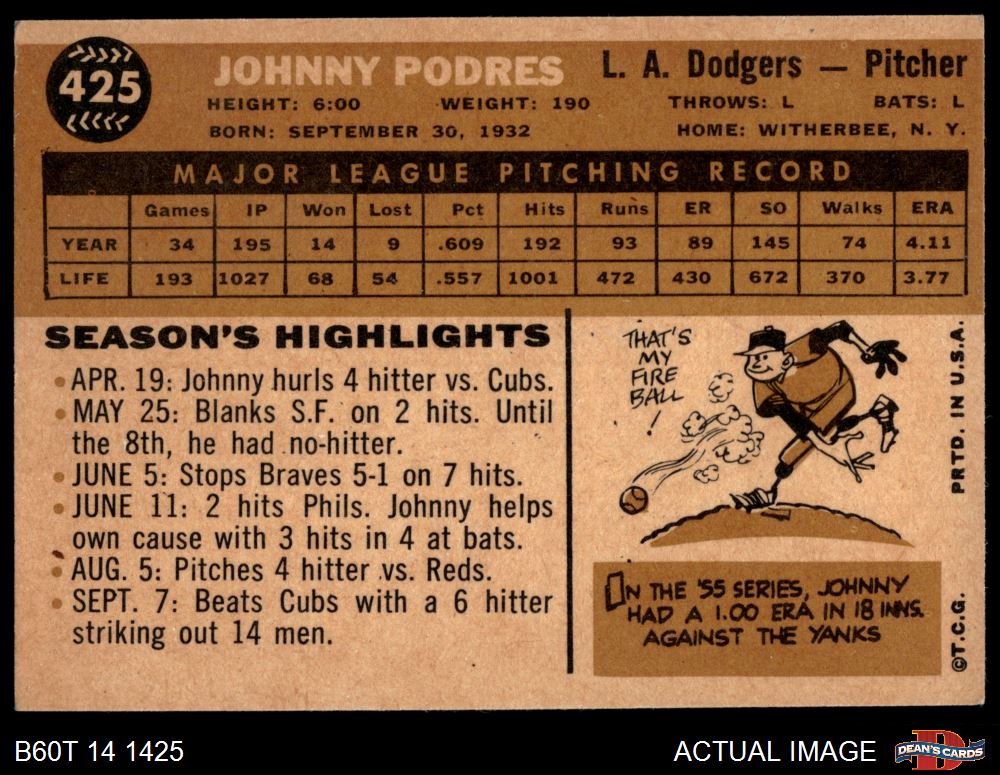 425
JOHNNY PODRES
L. A. Dodgers — Pitcher
HEIGHT: 6:00 WEIGHT: 190 THROWS: L BATS: L
BORN: SEPTEMBER 30, 1932 HOME: WITHERBEE, N. Y.
MAJOR LEAGUE PITCHING RECORD
Games IP Won Lost Pct Hits Runs ER SO Walks ERA
YEAR 34 195 14 9 .609 192 93 89 145 74 4.11
LIFE 193 1027 68 54 .557 1001 472 430 672 370 3.77
SEASON'S HIGHLIGHTS
• APR. 19: Johnny hurls 4 hitter vs. Cubs.
• MAY 25: Blanks S.F. on 2 hits. Until
the 8th, he had no-hitter.
• JUNE 5: Stops Braves 5-1 on 7 hits.
• JUNE 11: 2 hits Phils. Johnny helps
own cause with 3 hits in 4 at bats.
• AUG. 5: Pitches 4 hitter vs. Reds.
• SEPT. 7: Beats Cubs with a 6 hitter
striking out 14 men.
THAT'S
MY
FIRE
BALL
!
ON THE '55 SERIES, JOHNNY
HAD A 1.00 ERA IN 18 INNS.
AGAINST THE YANKS
©T.C.G. PRTD. IN U.S.A.
B60T 14 1425
ACTUAL IMAGE
DEAN'S CARDS